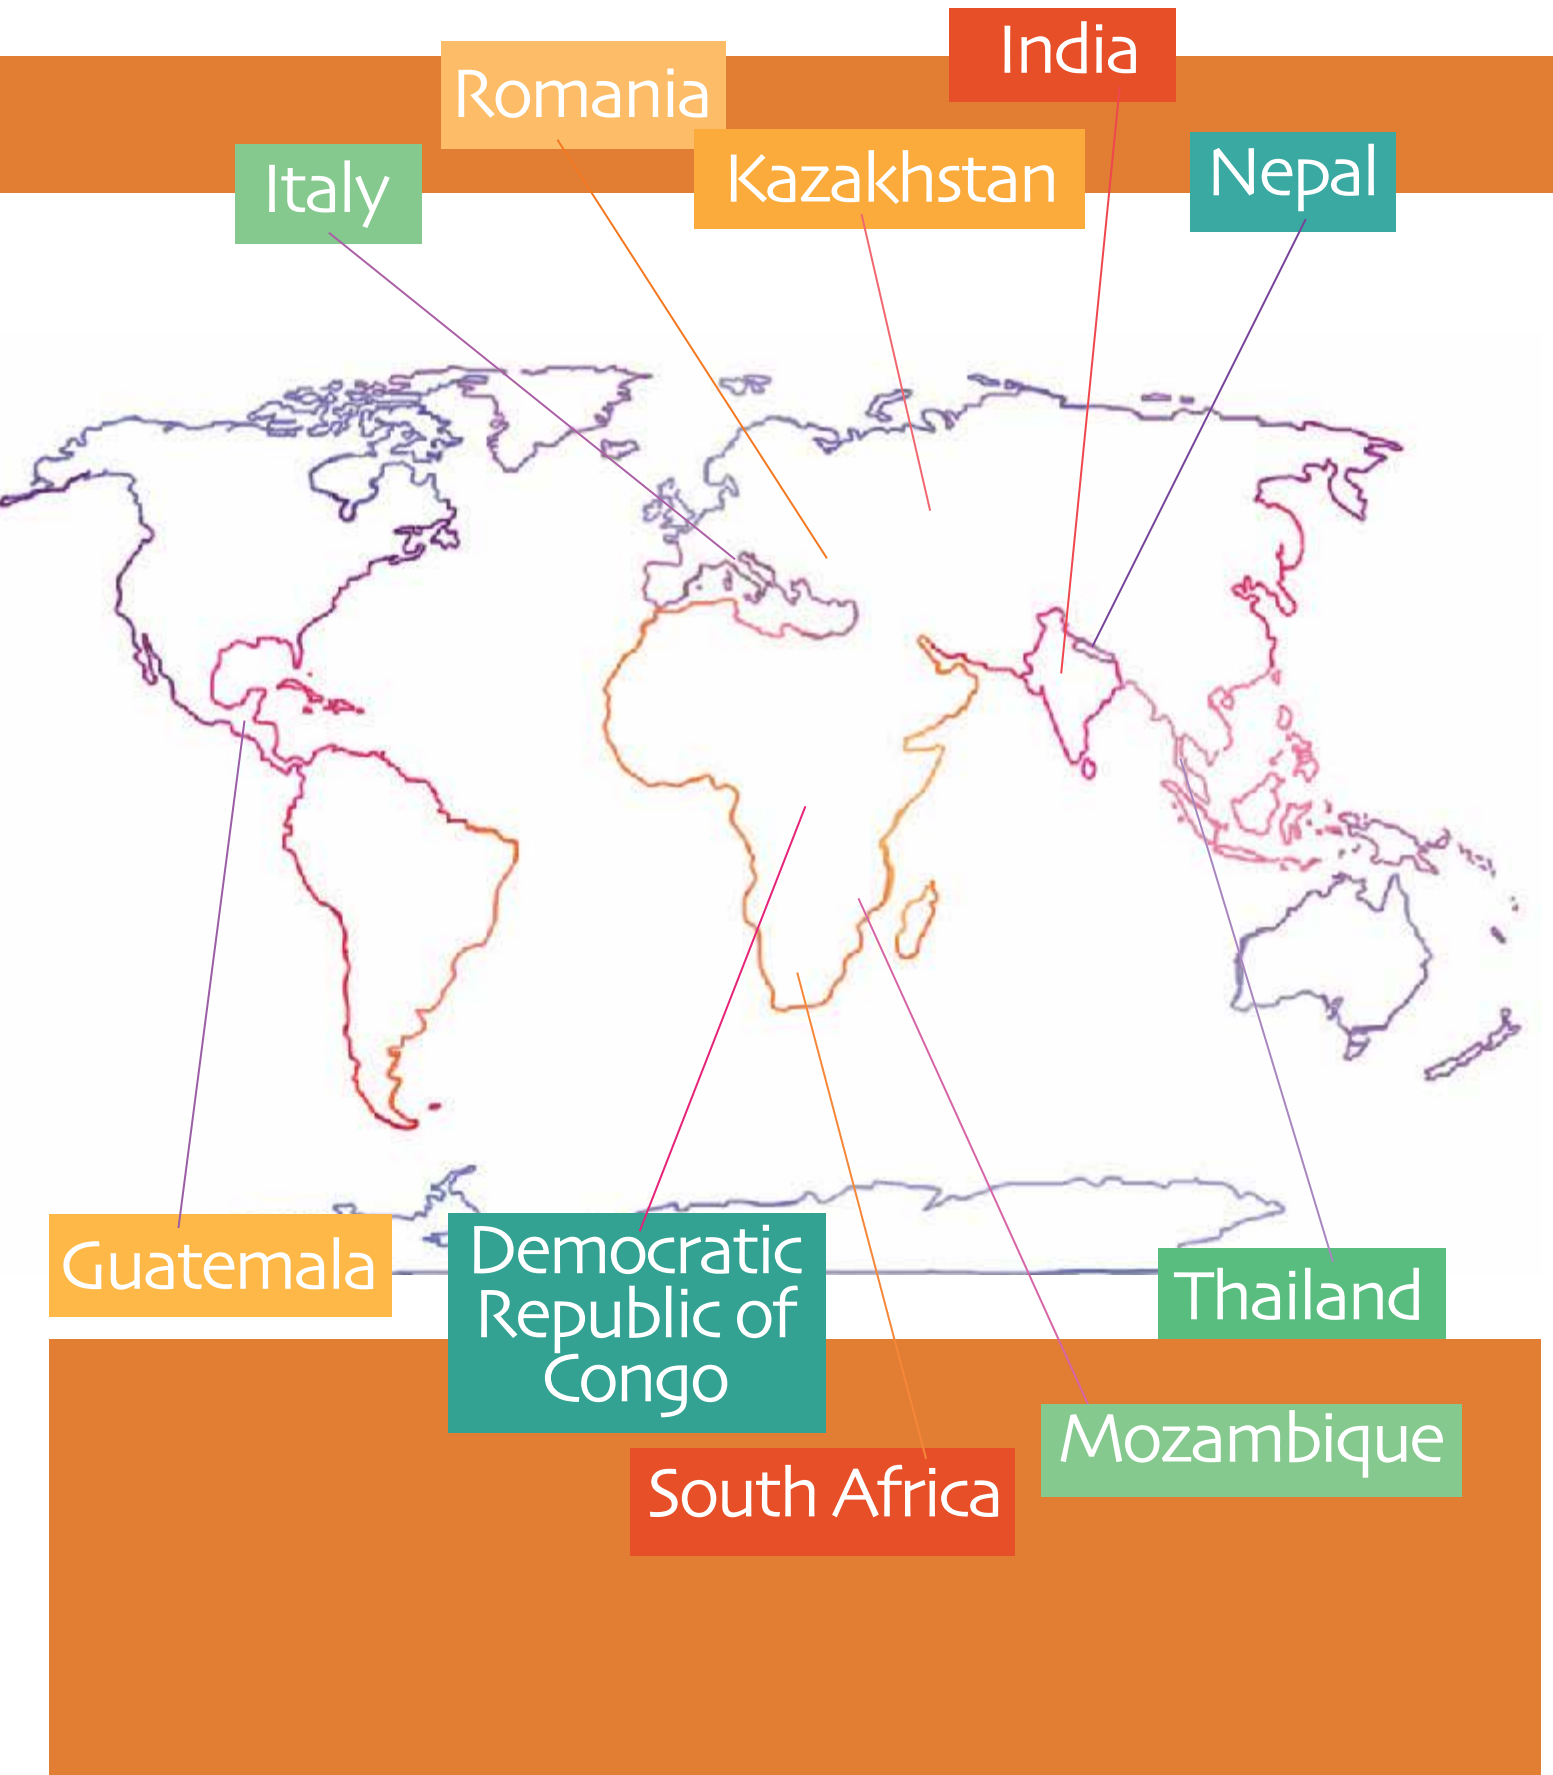 India
Romania
Italy
Kazakhstan
Nepal
Guatemala
Democratic
Republic of
Congo
Thailand
Mozambique
South Africa